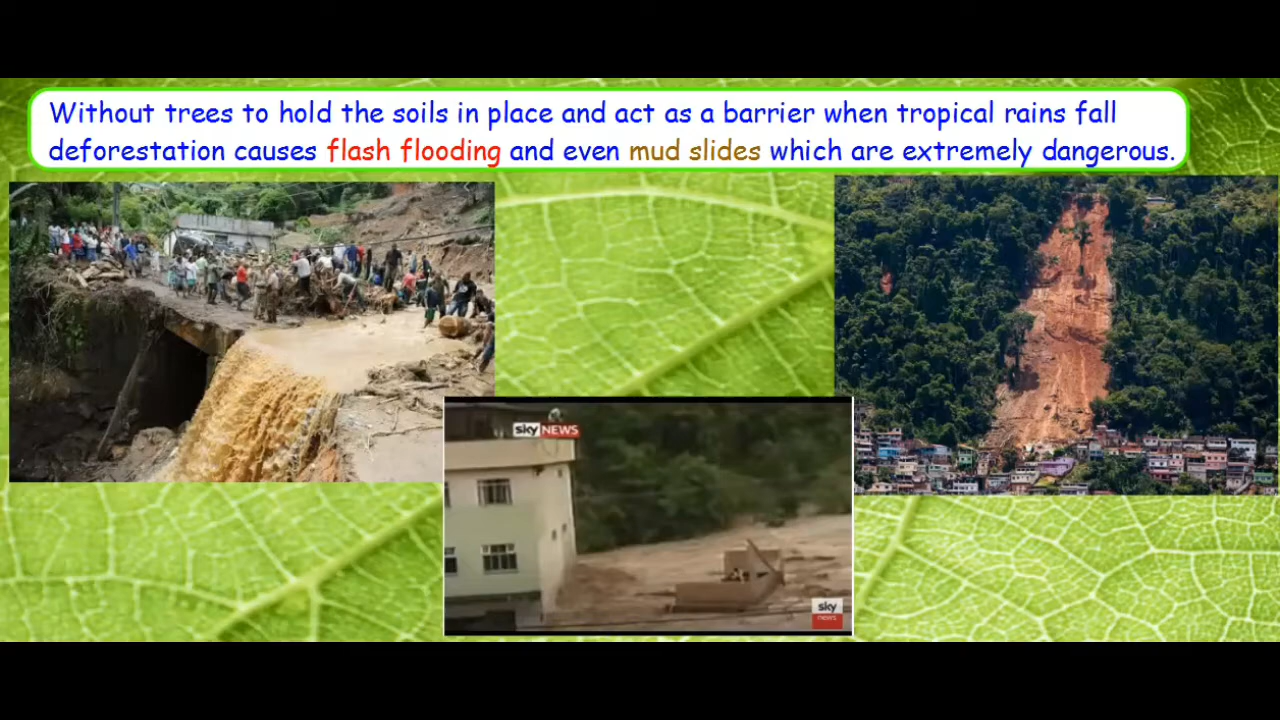 Without trees to hold the soils in place and act as a barrier when tropical rains fall
deforestation causes flash flooding and even mud slides which are extremely dangerous.
sky NEWS
sky
news